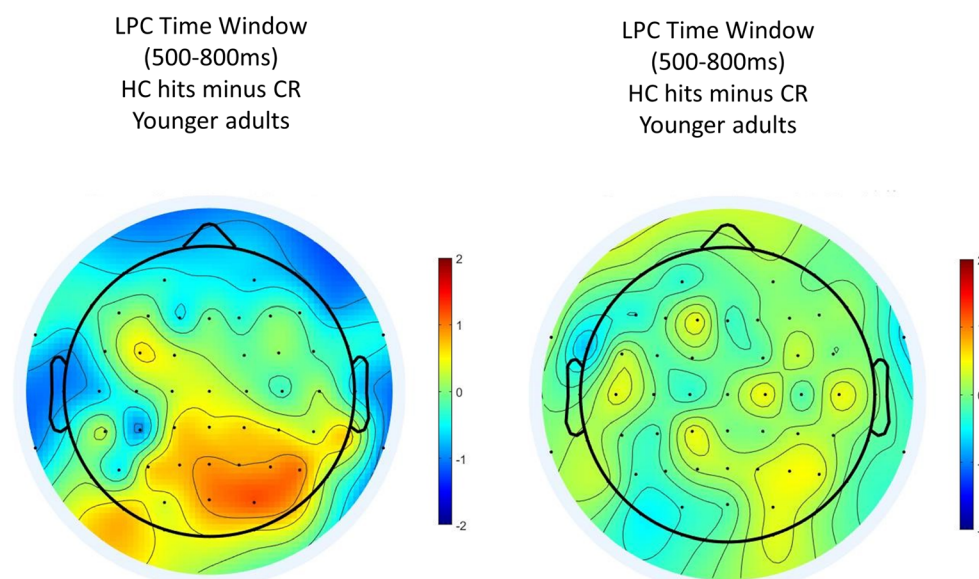 LPC Time Window
(500-800ms)
HC hits minus CR
Younger adults
LPC Time Window
(500-800ms)
HC hits minus CR
Younger adults
2
1
0
-1
-2